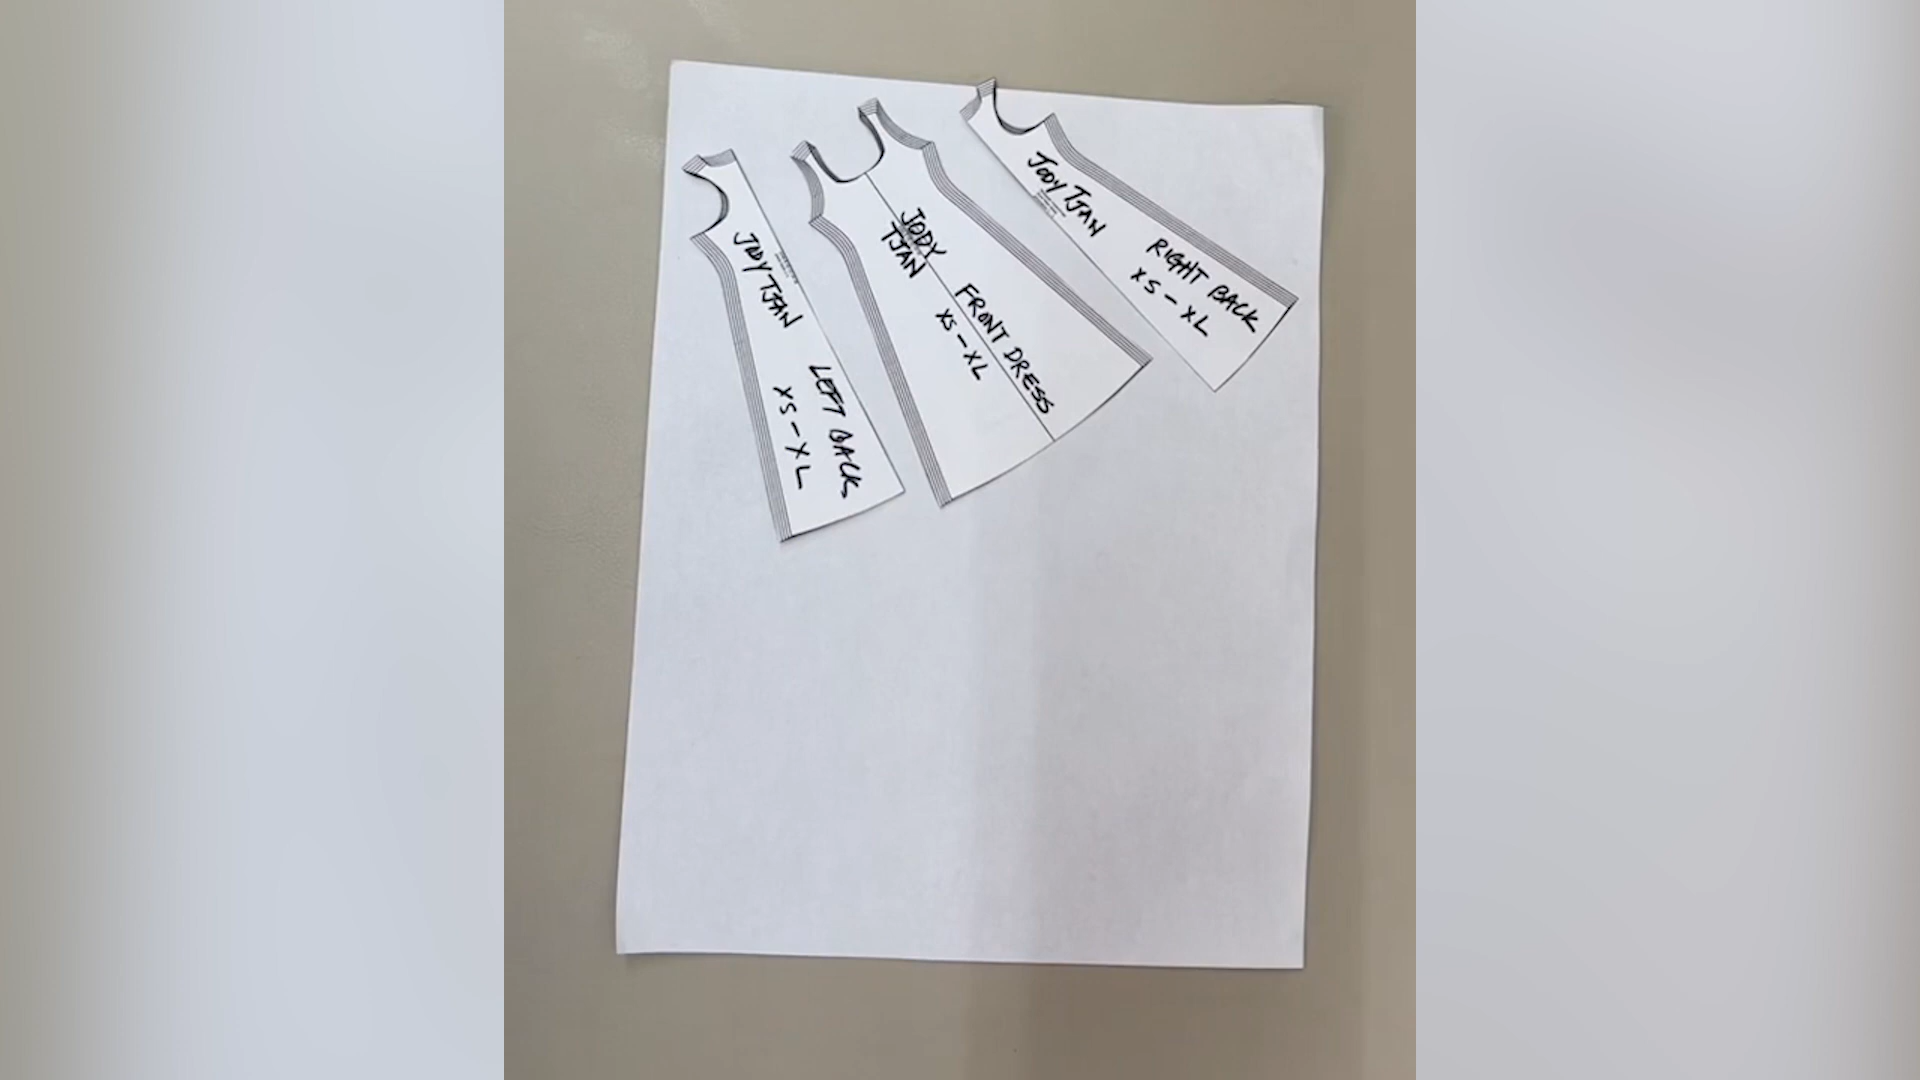 JODY TJAN
LEFT BACK
XS - XL
JODY
TJAN
FRONT DRESS
XS - XL
JODY TJAN
RIGHT BACK
XS - XL